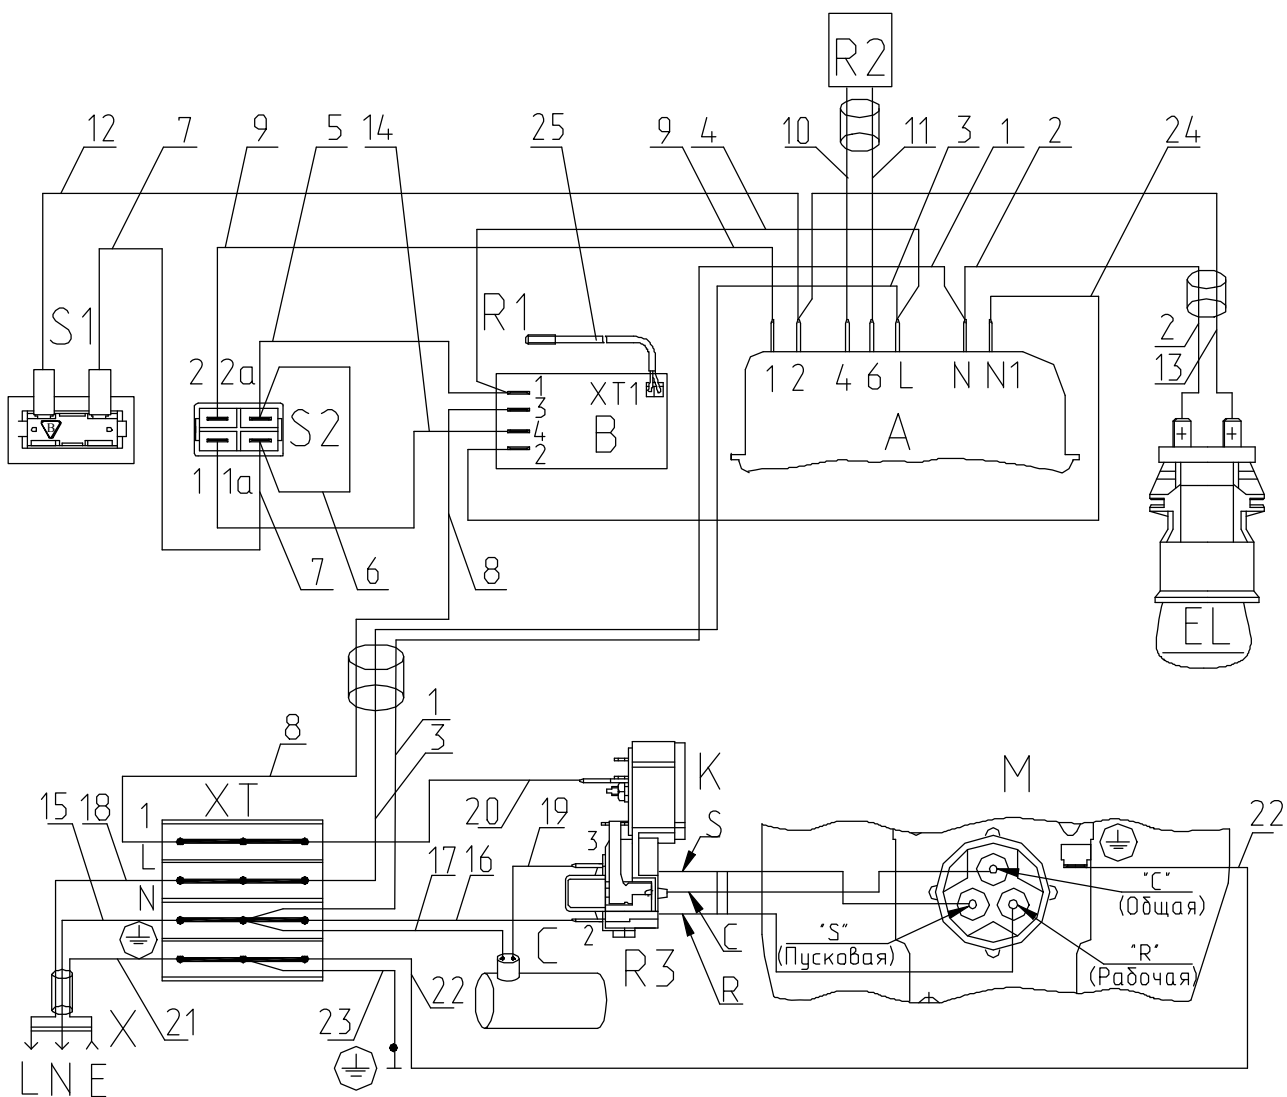 R2
12 7 9 5 14 25 9 4 10 11 3 1 2 24
S1
R1
2
13
2 2a
1
XT1
3
4
2
1 2 4 6 L N N1
S2
B
A
B
1 1a
7 6 8
EL
1
3
8
K
M
XT
15 18 1
20 19
S
22
L
3
17 16
N
"C"
(Общая)
"S"
(Пусковая)
2
C
C
"R"
(Рабочая)
R3
R
22
X 21 23
L N E